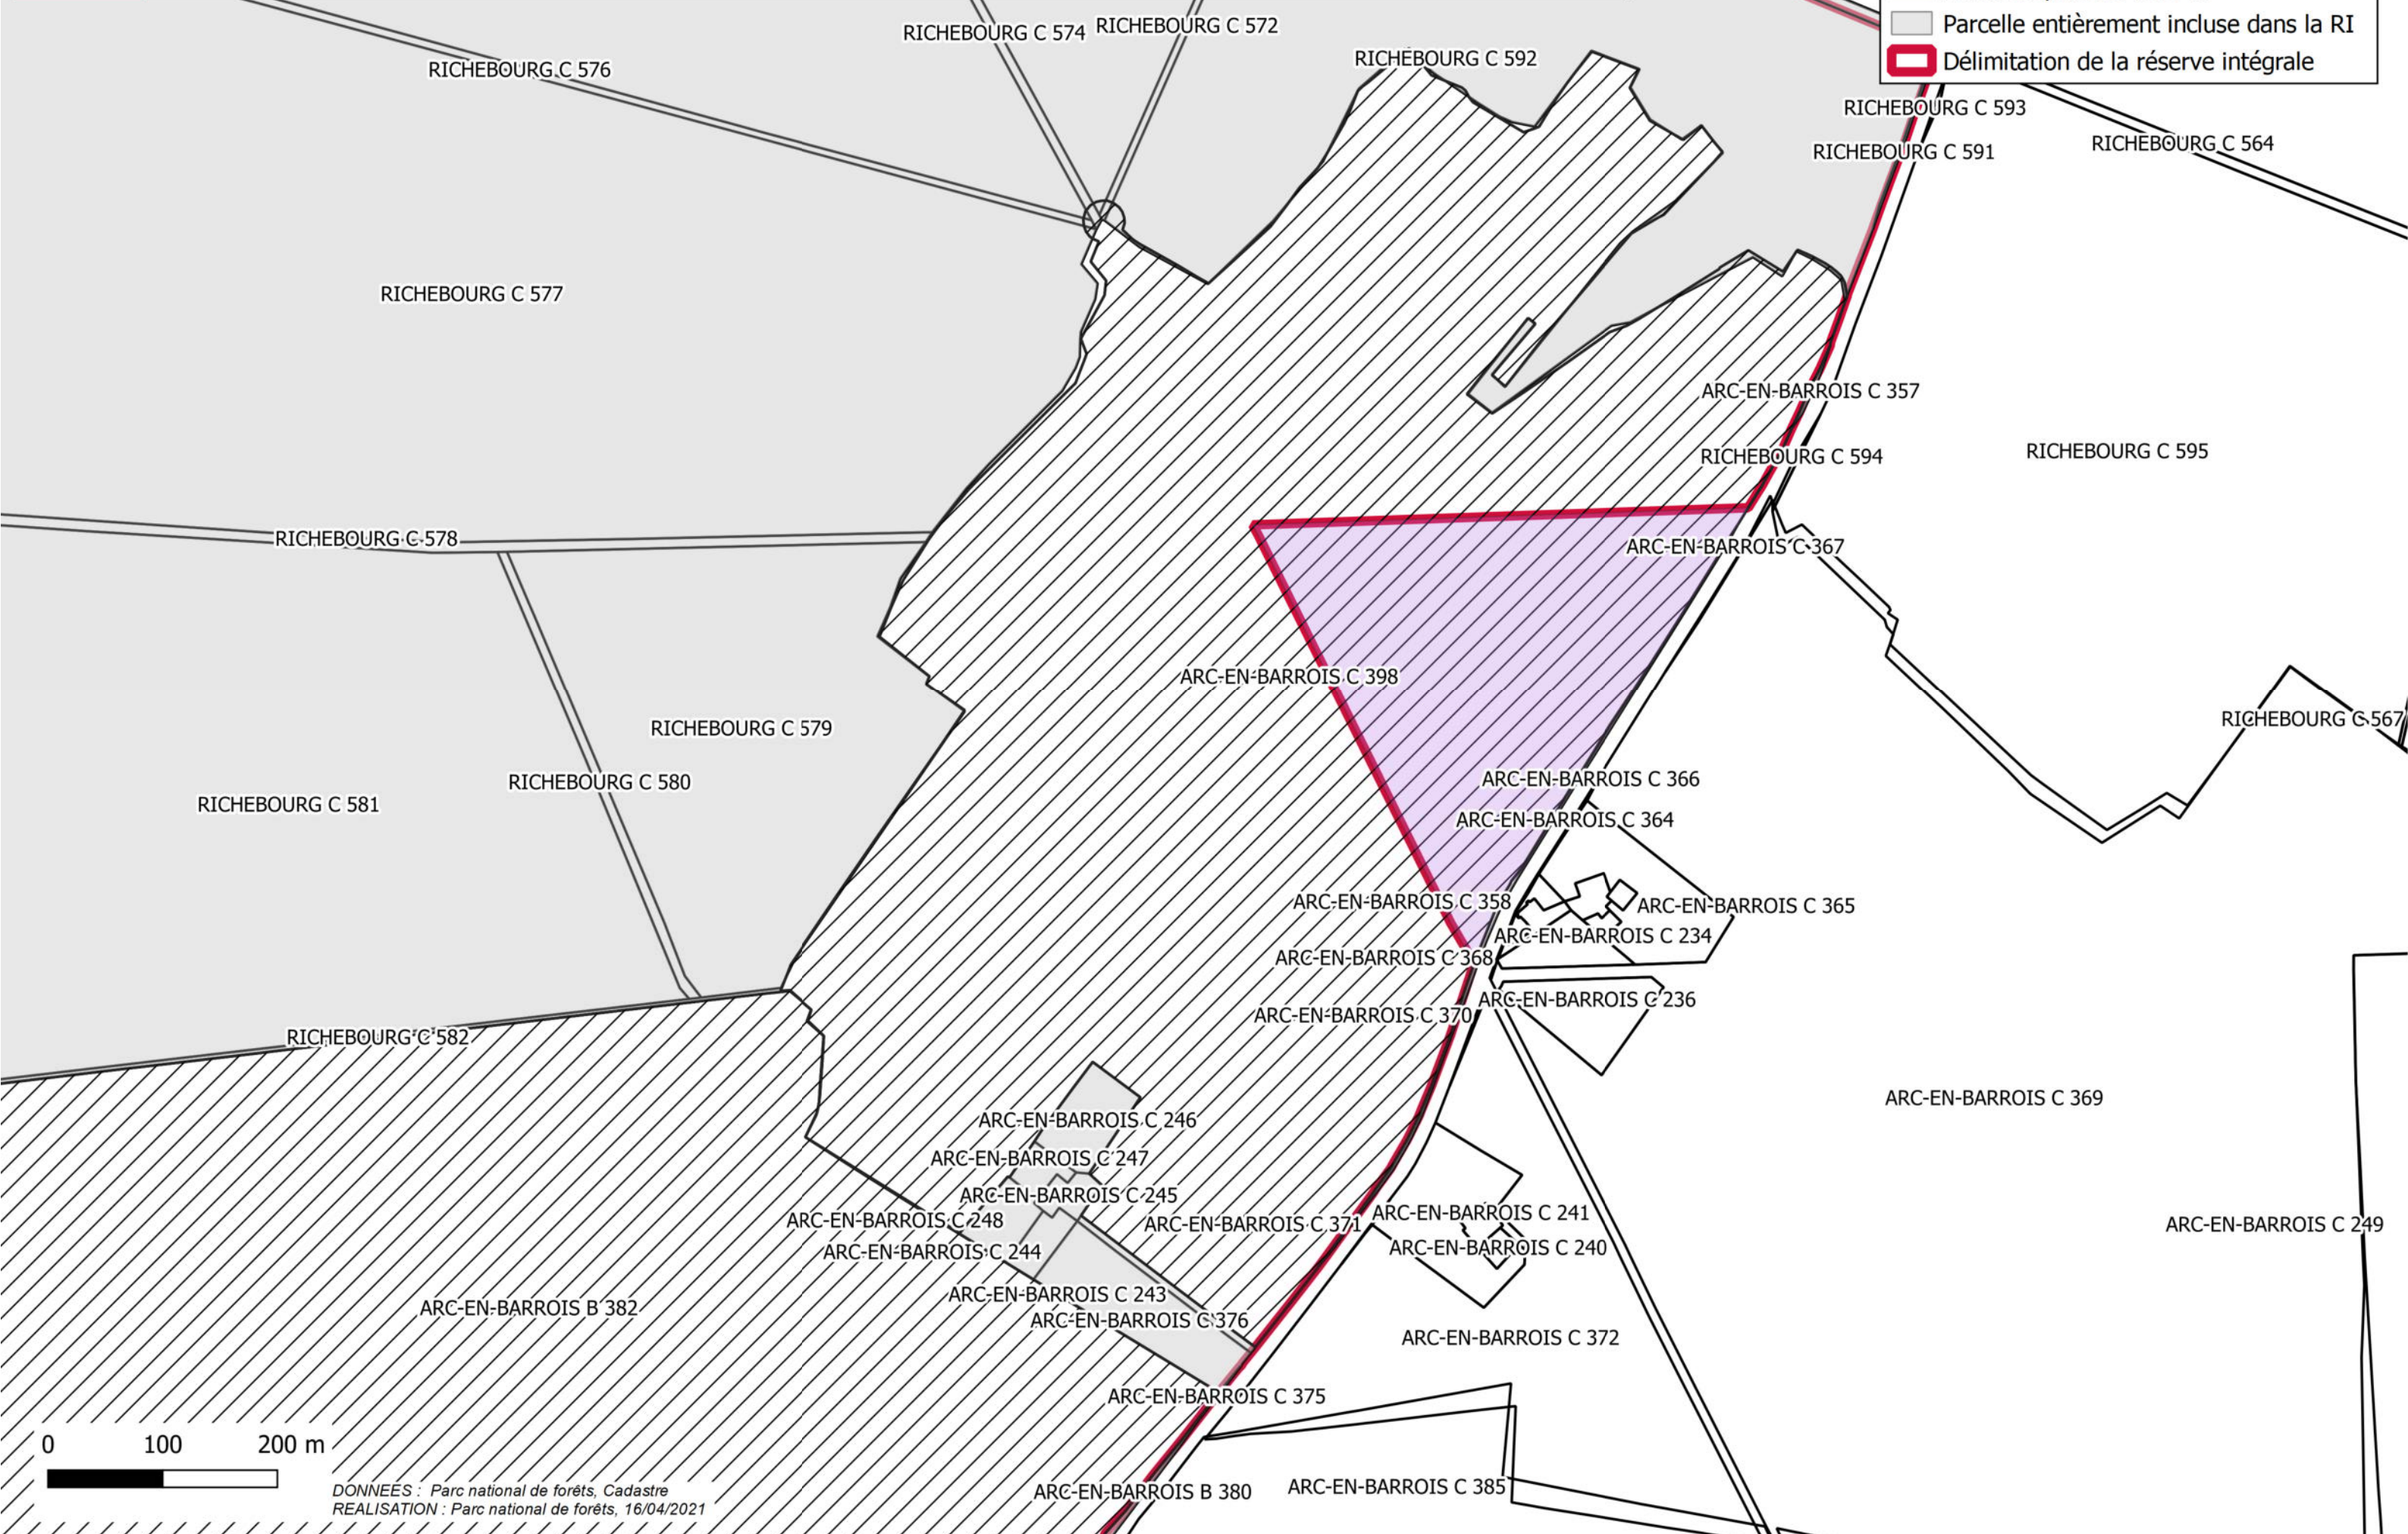 Parcelle entièrement incluse dans la RI
Délimitation de la réserve intégrale
RICHEBOURG C 574
RICHEBOURG C 572
RICHEBOURG C 592
RICHEBOURG C 576
RICHEBOURG C 593
RICHEBOURG C 591
RICHEBOURG C 564
RICHEBOURG C 577
ARC-EN-BARROIS C 357
RICHEBOURG C 594
RICHEBOURG C 595
RICHEBOURG C 578
ARC-EN-BARROIS C 367
ARC-EN-BARROIS C 398
RICHEBOURG C 567
RICHEBOURG C 579
RICHEBOURG C 580
RICHEBOURG C 581
ARC-EN-BARROIS C 366
ARC-EN-BARROIS C 364
ARC-EN-BARROIS C 358
ARC-EN-BARROIS C 365
ARC-EN-BARROIS C 234
ARC-EN-BARROIS C 368
ARC-EN-BARROIS C 236
ARC-EN-BARROIS C 370
RICHEBOURG C 582
ARC-EN-BARROIS C 369
ARC-EN-BARROIS C 246
ARC-EN-BARROIS C 247
ARC-EN-BARROIS C 245
ARC-EN-BARROIS C 248
ARC-EN-BARROIS C 371
ARC-EN-BARROIS C 241
ARC-EN-BARROIS C 249
ARC-EN-BARROIS C 244
ARC-EN-BARROIS C 240
ARC-EN-BARROIS C 243
ARC-EN-BARROIS B 382
ARC-EN-BARROIS C 376
ARC-EN-BARROIS C 372
ARC-EN-BARROIS C 375
0 100 200 m
ARC-EN-BARROIS B 380
ARC-EN-BARROIS C 385
DONNEES : Parc national de forêts, Cadastre
REALISATION : Parc national de forêts, 16/04/2021